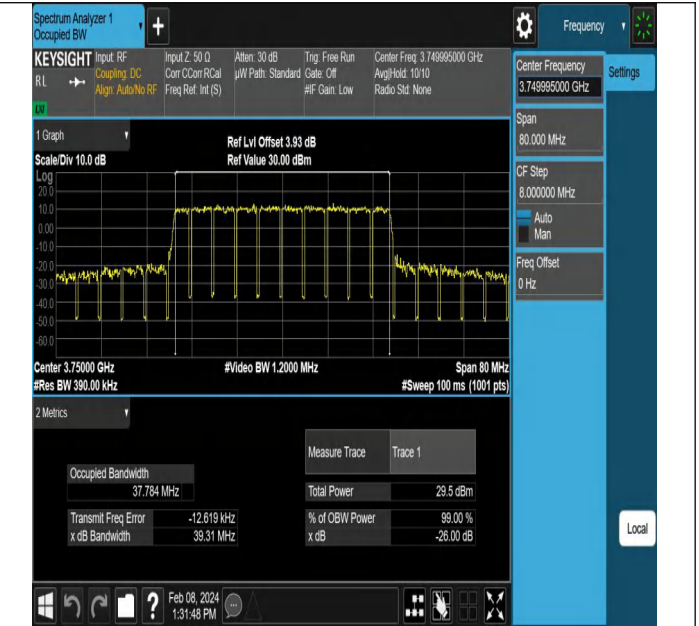 Spectrum Analyzer 1
Occupied BW
+
Frequency
KEYSIGHT
RL
Input: RF
Coupling: DC
Align: Auto/No RF
Input Z: 50 Ω
Corr CCorr RCal
Freq Ref: Int (S)
Atten: 30 dB
µW Path: Standard
Trig: Free Run
Gate: Off
#IF Gain: Low
Center Freq: 3.749995000 GHz
Avg|Hold: 10/10
Radio Std: None
Center Frequency
3.749995000 GHz
Settings
Span
80.000 MHz
CF Step
8.000000 MHz
Auto
Man
Freq Offset
0 Hz
1 Graph
Scale/Div 10.0 dB
Ref Lvl Offset 3.93 dB
Ref Value 30.00 dBm
Log
20.0
10.0
0.00
-10.0
-20.0
-30.0
-40.0
-50.0
-60.0
Center 3.75000 GHz
#Video BW 1.2000 MHz
Span 80 MHz
#Res BW 390.00 kHz
#Sweep 100 ms (1001 pts)
2 Metrics
Measure Trace
Trace 1
Occupied Bandwidth
37.784 MHz
Total Power
29.5 dBm
Transmit Freq Error
-12.619 kHz
% of OBW Power
99.00 %
x dB Bandwidth
39.31 MHz
x dB
-26.00 dB
Local
?
Feb 08, 2024
1:31:48 PM